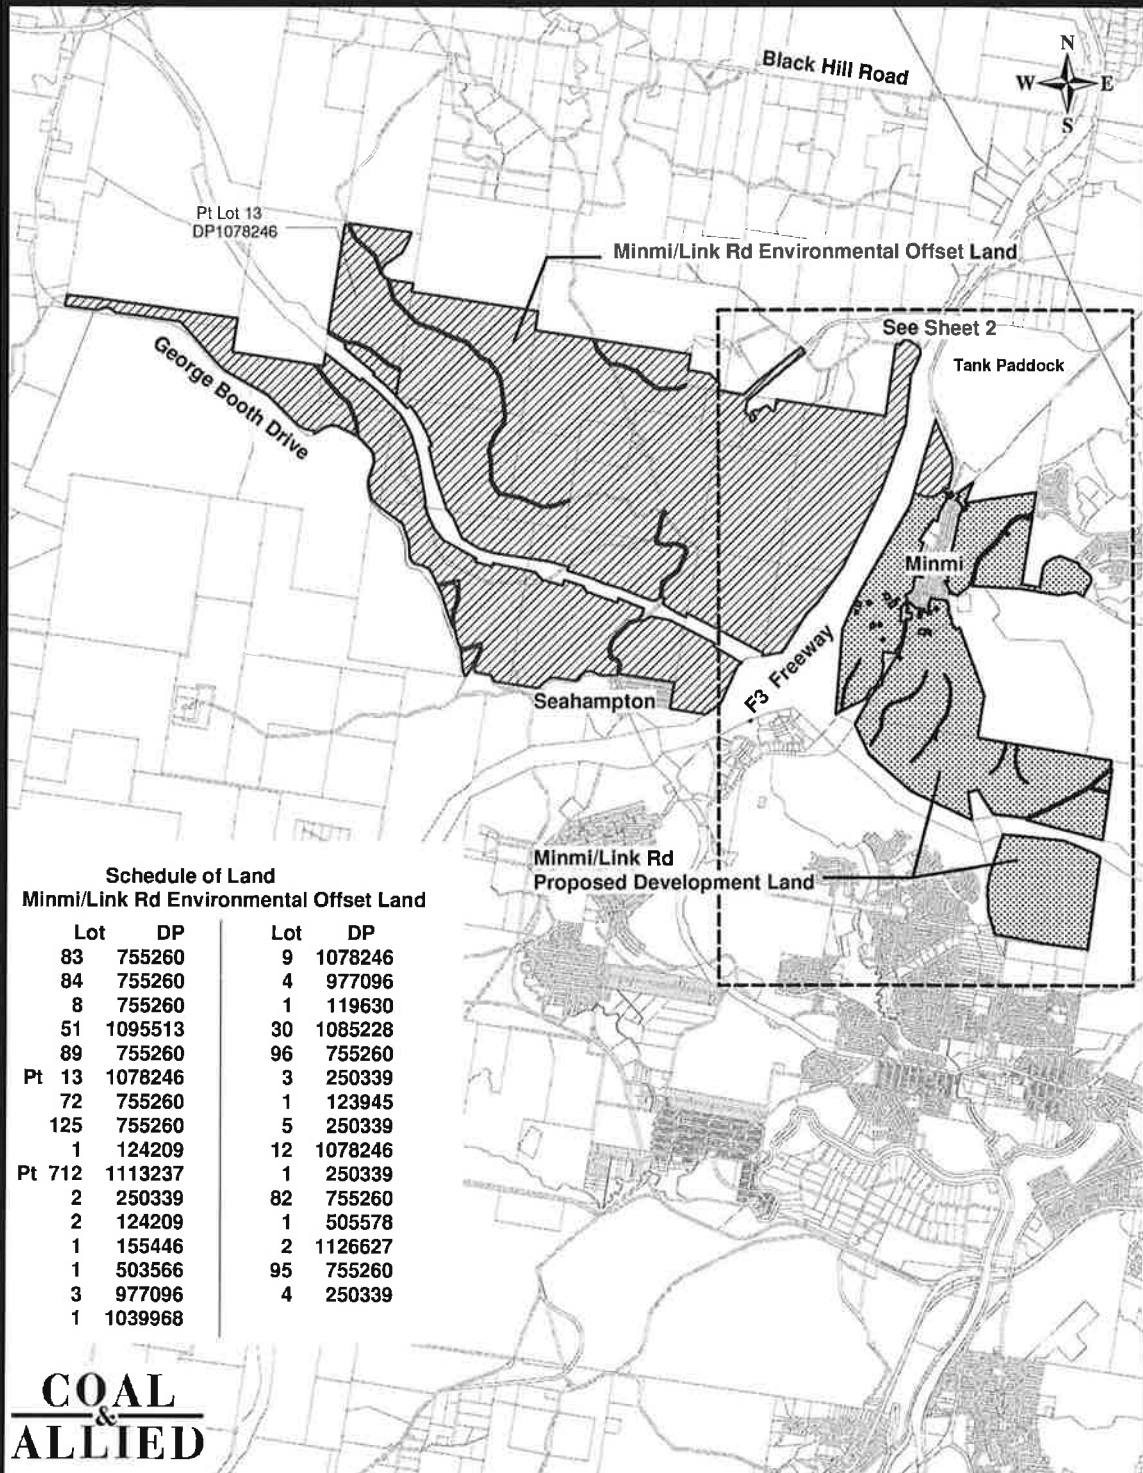 Black Hill Road
N
W E
S
Pt Lot 13
DP1078246
Minmi/Link Rd Environmental Offset Land
See Sheet 2
Tank Paddock
George Booth Drive
Minmi
F3 Freeway
Seahampton
Minmi/Link Rd
Proposed Development Land
Schedule of Land
Minmi/Link Rd Environmental Offset Land
Lot DP Lot DP
83 755260 9 1078246
84 755260 4 977096
8 755260 1 119630
51 1095513 30 1085228
89 755260 96 755260
Pt 13 1078246 3 250339
72 755260 1 123945
125 755260 5 250339
1 124209 12 1078246
Pt 712 1113237 1 250339
2 250339 82 755260
2 124209 1 505578
1 155446 2 1126627
1 503566 95 755260
3 977096 4 250339
1 1039968
COAL
&
ALLIED